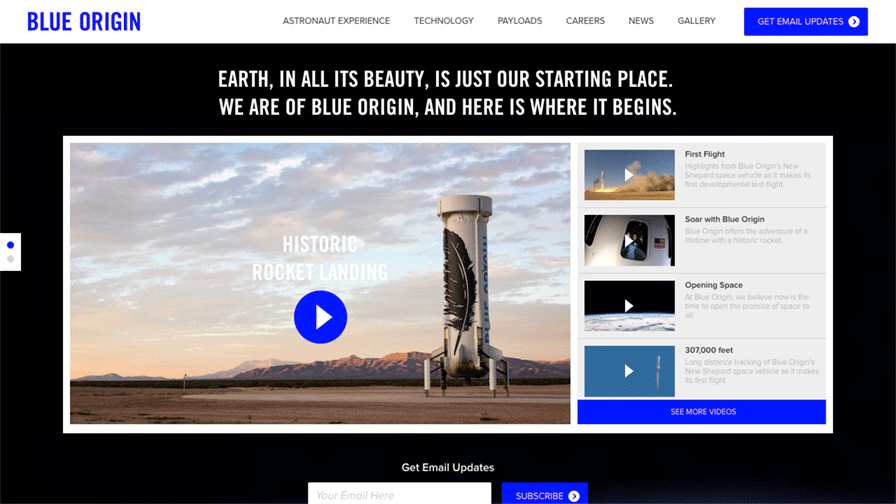 BLUE ORIGIN
ASTRONAUT EXPERIENCE
TECHNOLOGY
PAYLOADS
CAREERS
NEWS
GALLERY
GET EMAIL UPDATES
EARTH, IN ALL ITS BEAUTY, IS JUST OUR STARTING PLACE.
WE ARE OF BLUE ORIGIN, AND HERE IS WHERE IT BEGINS.
HISTORIC
ROCKET LANDING
BLUE ORIGIN
First Flight
Highlights from Blue Origin's New
Shepard space vehicle as it makes its
first developmental test flight.
Soar with Blue Origin
Blue Origin offers the adventure of a
lifetime with a historic rocket.
Opening Space
At Blue Origin, we believe now is the
time to open the promise of space to
all.
307,000 feet
Long distance tracking of Blue Origin's
New Shepard space vehicle as it makes
its first flight.
SEE MORE VIDEOS
Get Email Updates
Your Email Here
SUBSCRIBE